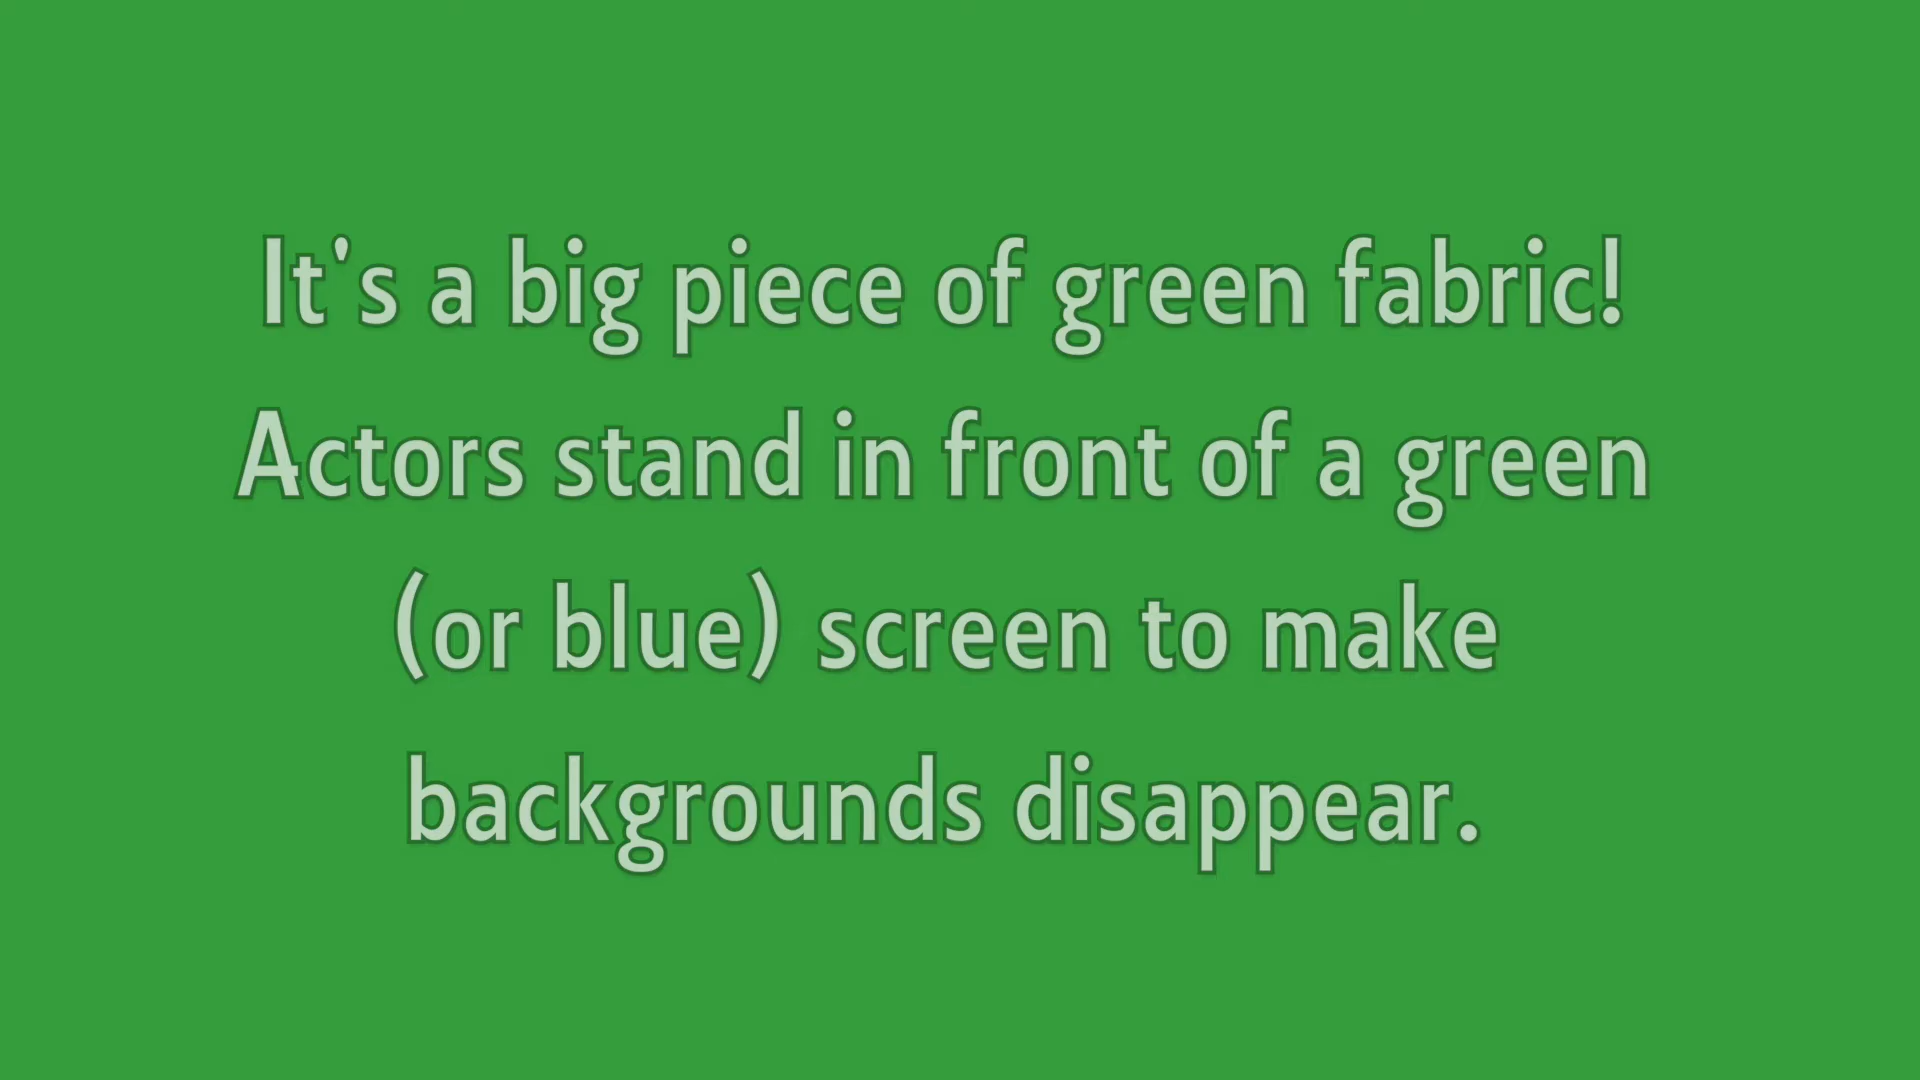 It's a big piece of green fabric!
Actors stand in front of a green
(or blue) screen to make
backgrounds disappear.